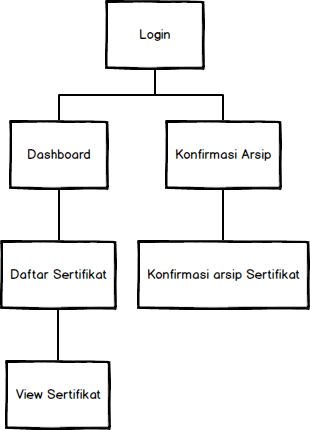 Login
Dashboard
Konfirmasi Arsip
Daftar Sertifikat
Konfirmasi arsip Sertifikat
View Sertifikat